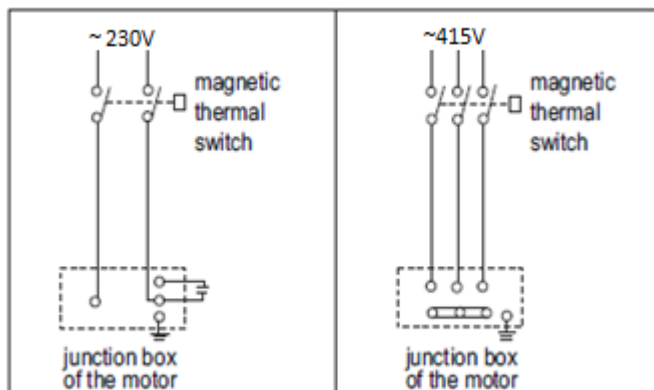 ~ 230V
magnetic
thermal
switch
junction box
of the motor
~415V
magnetic
thermal
switch
junction box
of the motor